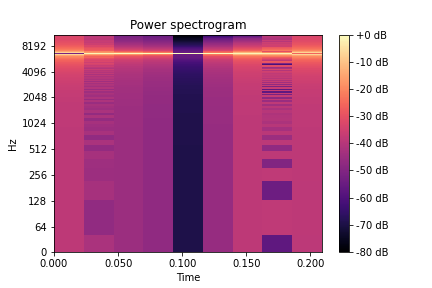 Power spectrogram
Hz
8192
4096
2048
1024
512
256
128
64
0
0.000 0.050 0.100 0.150 0.200
Time
+0 dB
-10 dB
-20 dB
-30 dB
-40 dB
-50 dB
-60 dB
-70 dB
-80 dB